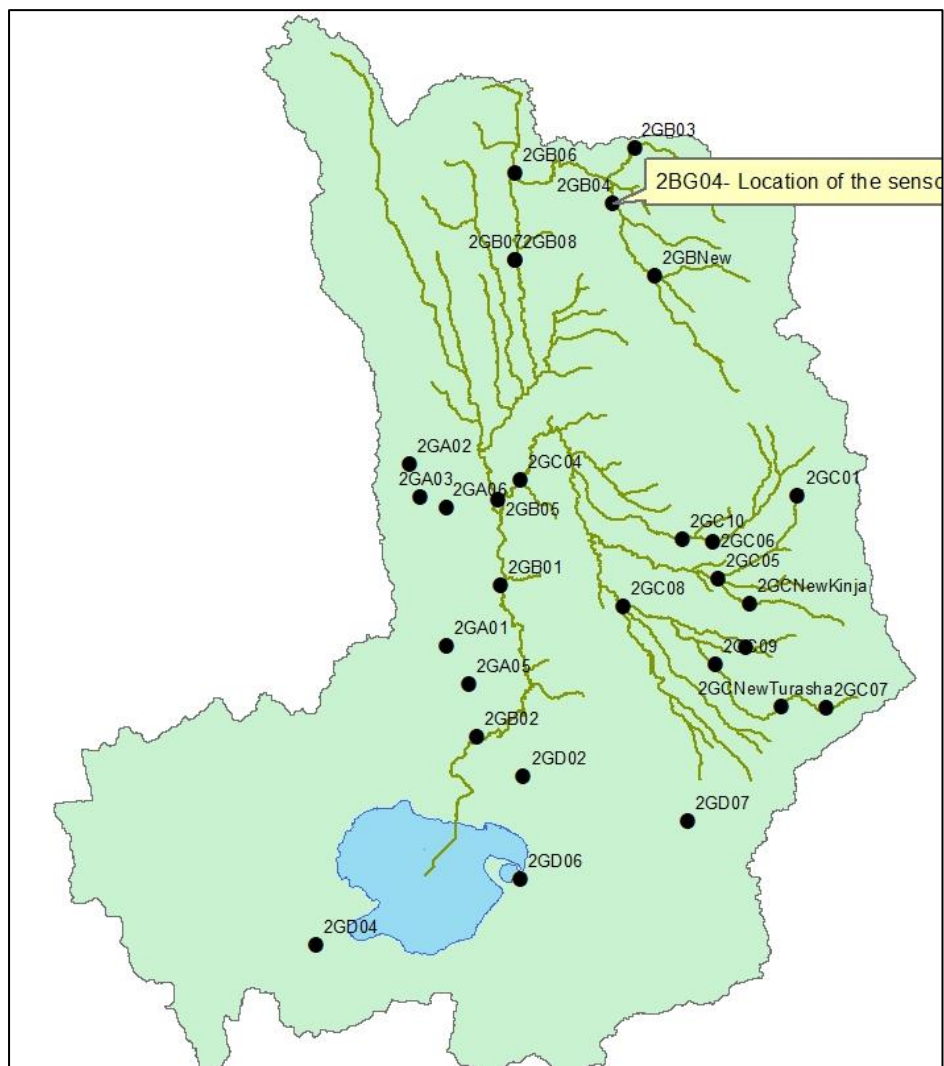 2GB03
2GB06
2GB04
2BG04- Location of the senso
2GB072GB08
2GBNew
2GA02
2GC04
2GC01
2GA03
2GA06
2GB05
2GC10
2GC06
2GC05
2GB01
2GC08
2GCNewKinja
2GA01
2GC09
2GA05
2GCNewTurasha
2GC07
2GB02
2GD02
2GD07
2GD06
2GD04